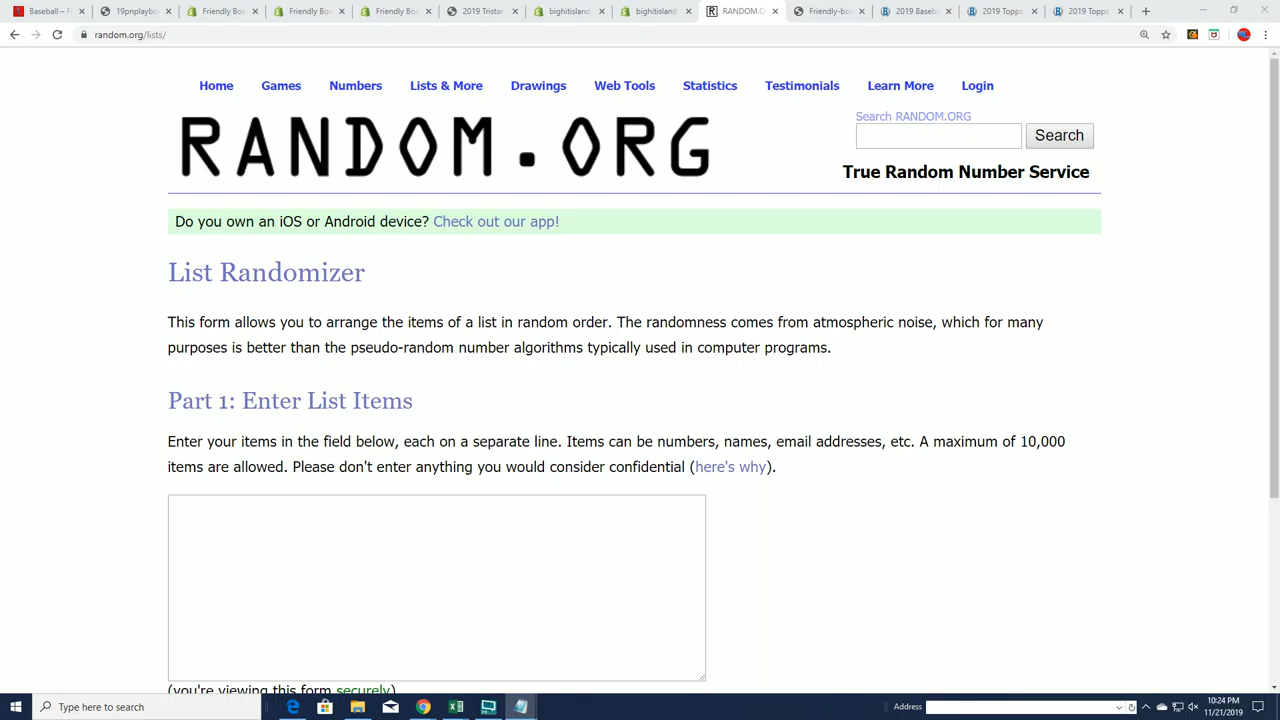 Baseball – F
19pnplaybo
Friendly Bo
Friendly Bo
Friendly Bo
2019 Tristar
bighitisland
bighitisland
RANDOM.O
Friendly-bo
2019 Baseb
2019 Topps
2019 Topps
random.org/lists/
Home Games Numbers Lists & More Drawings Web Tools Statistics Testimonials Learn More Login
RANDOM.ORG
Search RANDOM.ORG
Search
True Random Number Service
Do you own an iOS or Android device? Check out our app!
List Randomizer
This form allows you to arrange the items of a list in random order. The randomness comes from atmospheric noise, which for many
purposes is better than the pseudo-random number algorithms typically used in computer programs.
Part 1: Enter List Items
Enter your items in the field below, each on a separate line. Items can be numbers, names, email addresses, etc. A maximum of 10,000
items are allowed. Please don't enter anything you would consider confidential (here's why).
(you're viewing this form securely)
Type here to search
Address
10:24 PM
11/21/2019